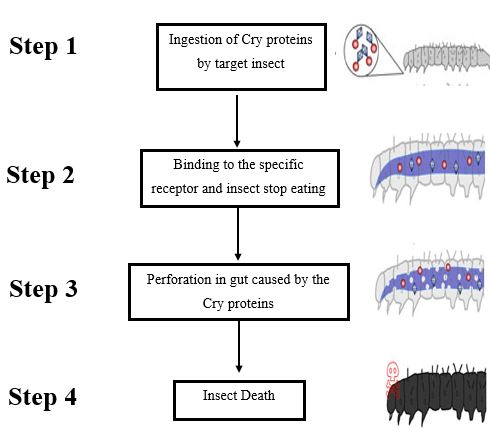 Step 1
Ingestion of Cry proteins
by target insect
Step 2
Binding to the specific
receptor and insect stop eating
Step 3
Perforation in gut caused by the
Cry proteins
Step 4
Insect Death